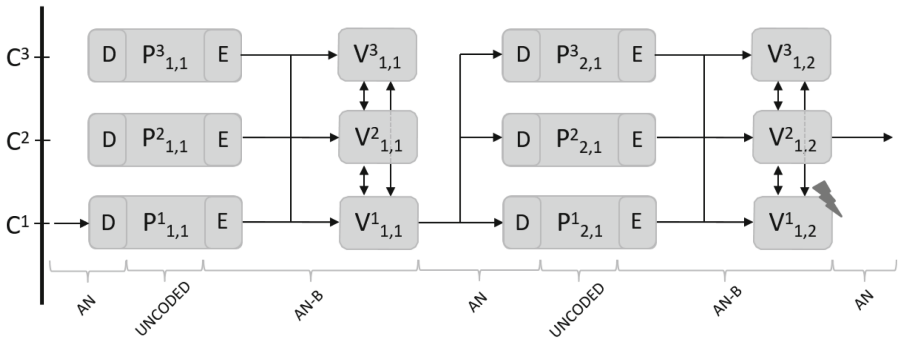 C³ D P³₁,₁ E V³₁,₁ D P³₂,₁ E V³₁,₂
C² D P²₁,₁ E V²₁,₁ D P²₂,₁ E V²₁,₂
C¹ D P¹₁,₁ E V¹₁,₁ D P¹₂,₁ E V¹₁,₂
AN UNCODED AN-B AN UNCODED AN-B AN